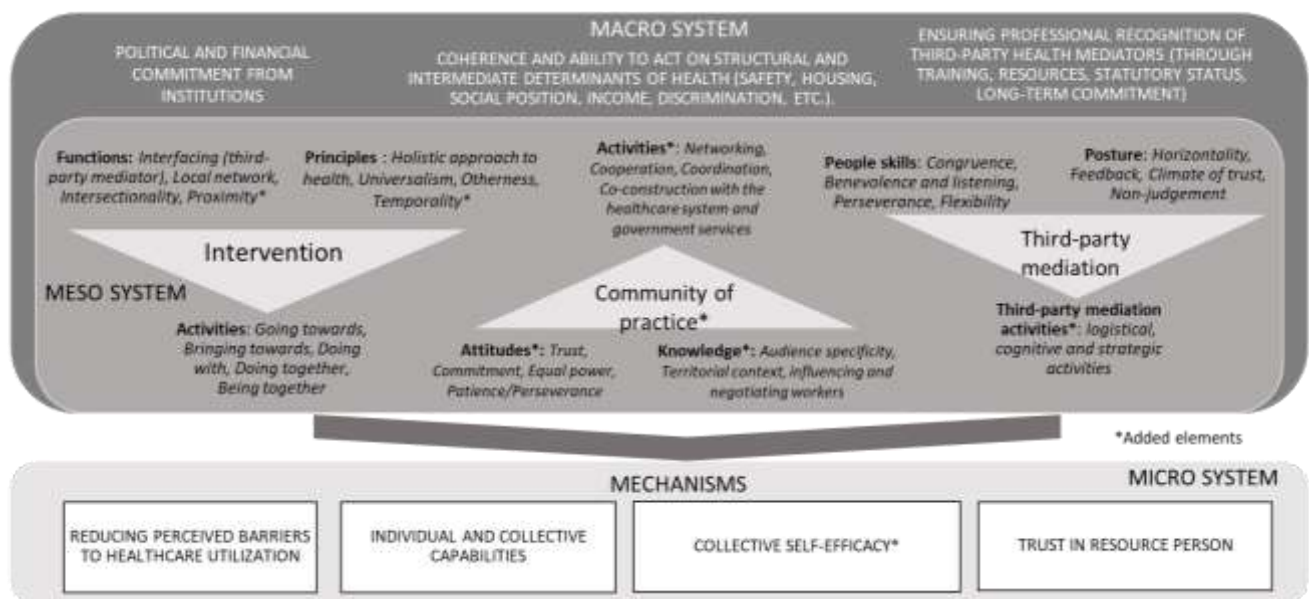 MACRO SYSTEM
POLITICAL AND FINANCIAL
COMMITMENT FROM
INSTITUTIONS
COHERENCE AND ABILITY TO ACT ON STRUCTURAL AND
INTERMEDIATE DETERMINANTS OF HEALTH (SAFETY, HOUSING,
SOCIAL POSITION, INCOME, DISCRIMINATION, ETC.).
ENSURING PROFESSIONAL RECOGNITION OF
THIRD-PARTY HEALTH MEDIATORS (THROUGH
TRAINING, RESOURCES, STATUTORY STATUS,
LONG-TERM COMMITMENT)
Functions: Interfacing (third-
party mediator), Local network,
Intersectionality, Proximity*
Principles : Holistic approach to
health, Universalism, Otherness,
Temporality*
Activities*: Networking,
Cooperation, Coordination,
Co-construction with the
healthcare system and
government services
People skills: Congruence,
Benevalence and listening,
Perseverance, Flexibility
Posture: Horizontality,
Feedback, Climate of trust,
Non-judgement
Intervention
Third-party
mediation
MESO SYSTEM
Community of
practice*
Activities: Going towards,
Bringing towards, Doing
with, Doing together,
Being together
Attitudes*: Trust,
Commitment, Equal power,
Patience/Perseverance
Knowledge*: Audience specificity,
Territorial context, influencing and
negotiating workers
Third-party mediation
activities*: logistical,
cognitive and strategic
activities
*Added elements
MECHANISMS
MICRO SYSTEM
REDUCING PERCEIVED BARRIERS
TO HEALTHCARE UTILIZATION
INDIVIDUAL AND COLLECTIVE
CAPABILITIES
COLLECTIVE SELF-EFFICACY*
TRUST IN RESOURCE PERSON